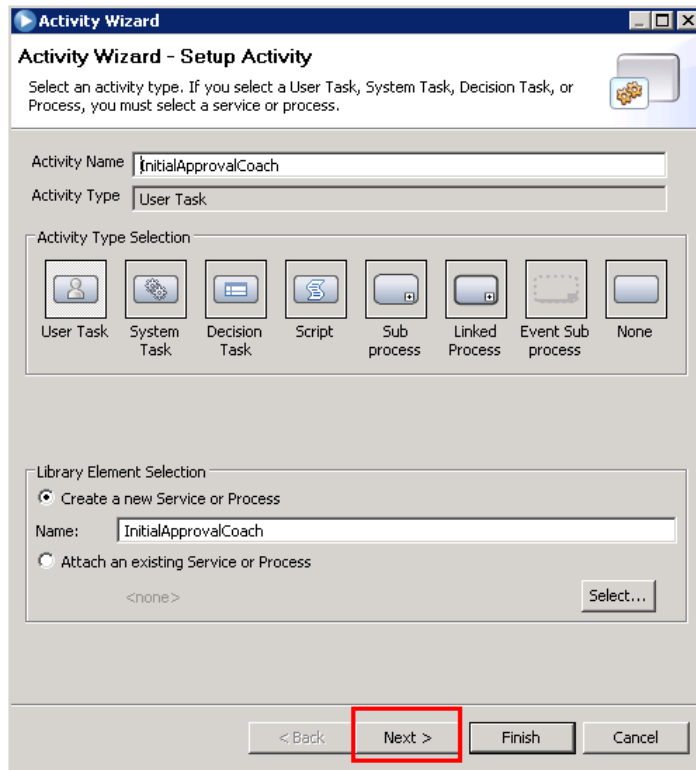 Activity Wizard
Activity Wizard - Setup Activity
Select an activity type. If you select a User Task, System Task, Decision Task, or
Process, you must select a service or process.
Activity Name InitialApprovalCoach
Activity Type User Task
Activity Type Selection
User Task System Decision Script Sub Linked Event Sub None
Task Task process Process process
Library Element Selection
Create a new Service or Process
Name: InitialApprovalCoach
Attach an existing Service or Process
<none> Select...
< Back Next > Finish Cancel